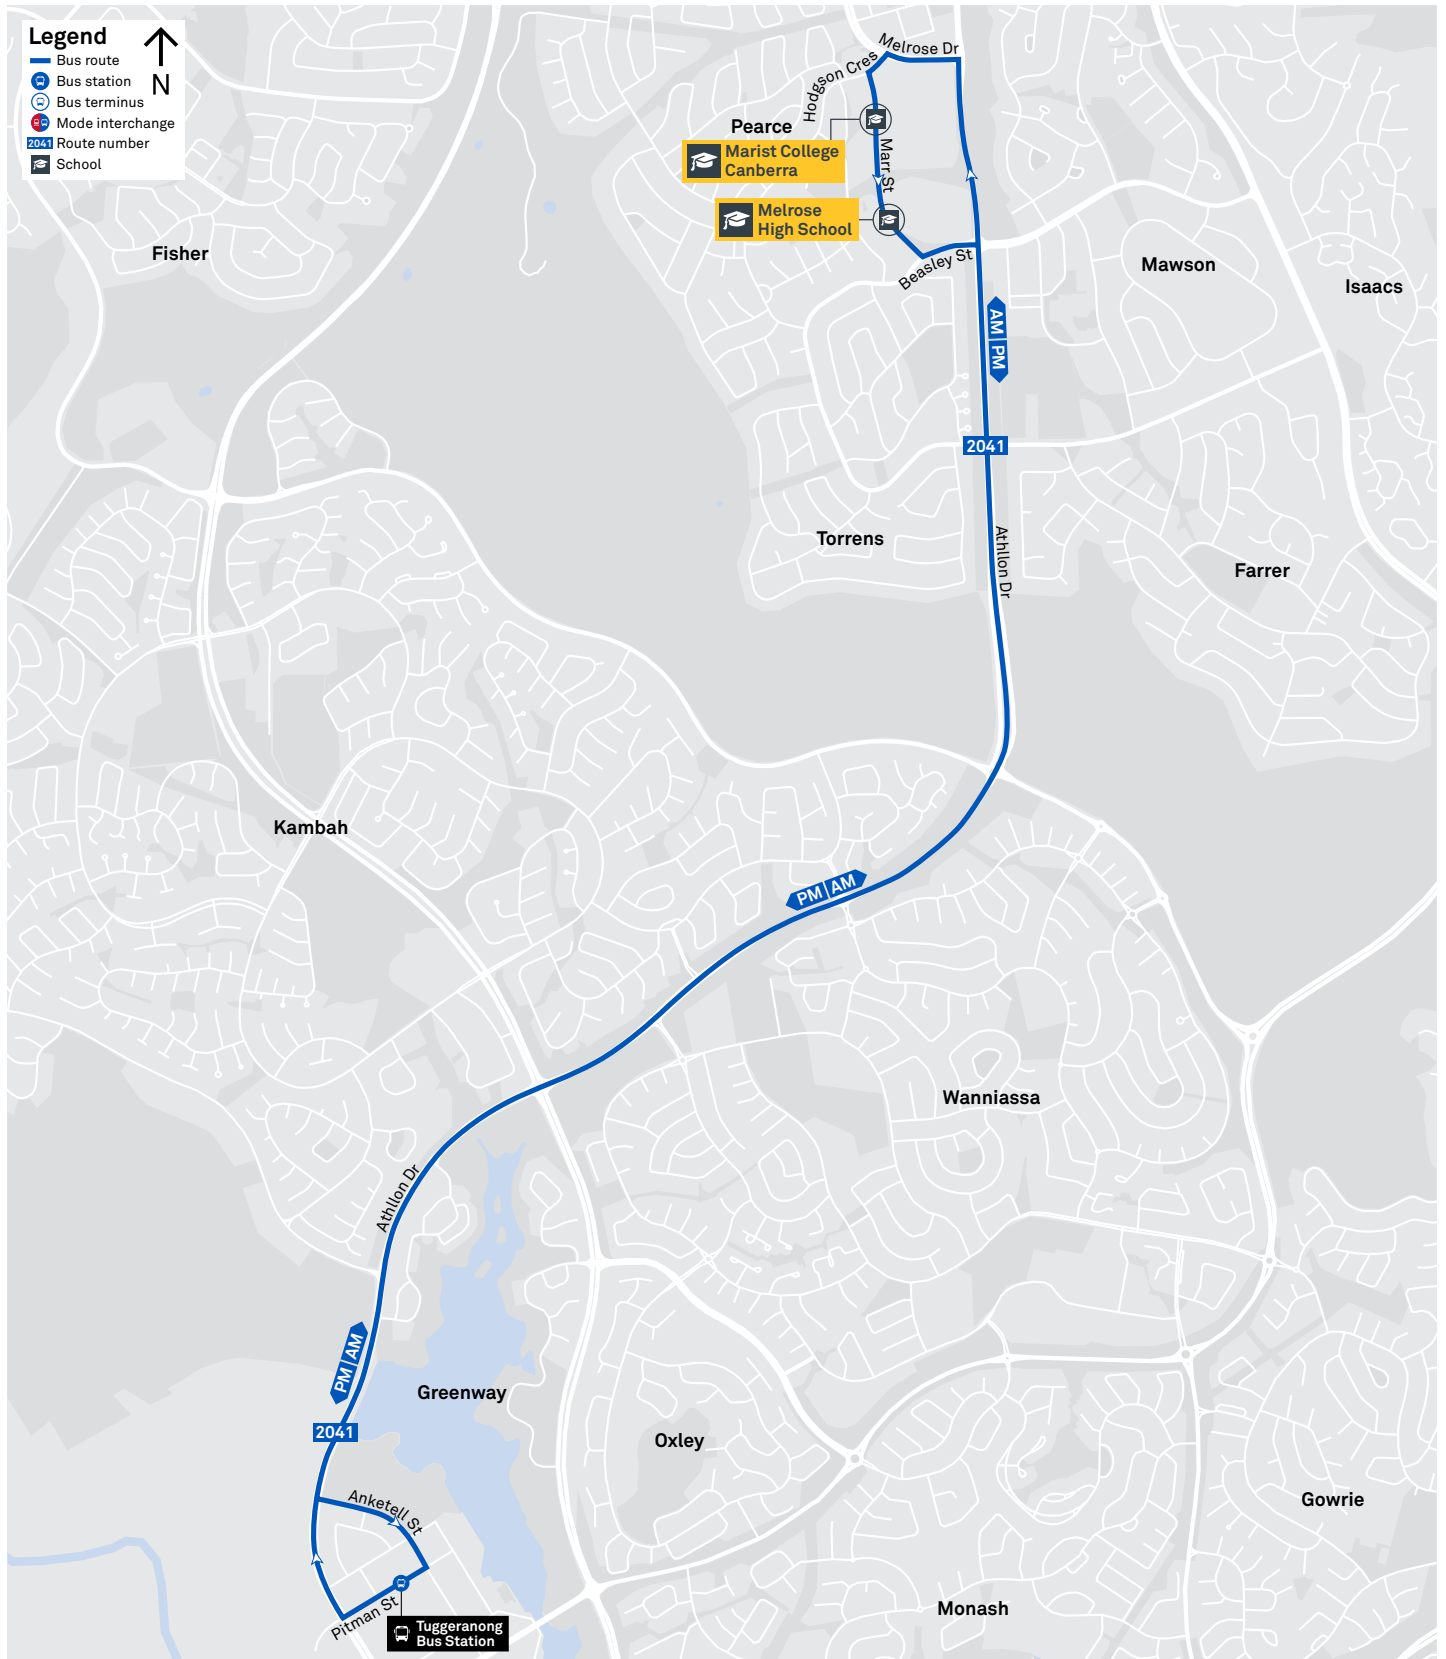 Legend
N
Bus route
Bus station
Bus terminus
Mode interchange
2041 Route number
School
Melrose Dr
Hodgson Cres
Pearce
Marist College
Canberra
Marr St
Melrose
High School
Beasley St
Fisher
Mawson
Isaacs
AM | PM
2041
Torrens
Athllon Dr
Farrer
Kambah
PM | AM
Wanniassa
Athllon Dr
PM | AM
Greenway
2041
Oxley
Anketell St
Gowrie
Pitman St
Tuggeranong
Bus Station
Monash